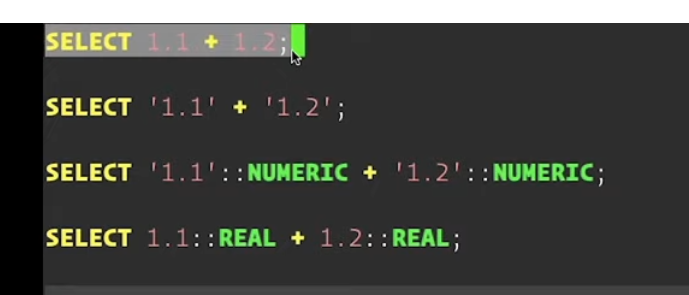 SELECT 1.1 + 1.2;
SELECT '1.1' + '1.2';
SELECT '1.1'::NUMERIC + '1.2'::NUMERIC;
SELECT 1.1::REAL + 1.2::REAL;